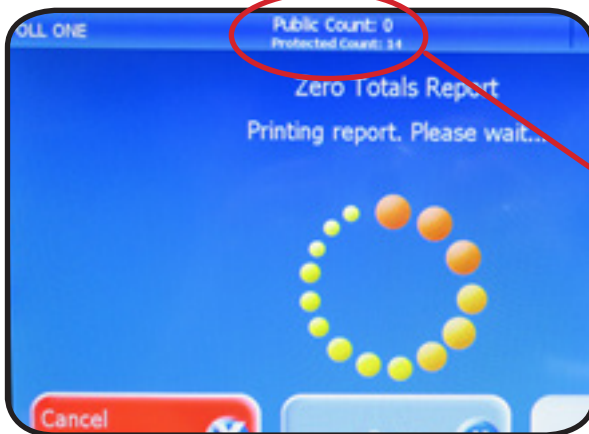 OLL ONE
Public Count: 0
Protected Count: 14
Zero Totals Report
Printing report. Please wait...
Cancel